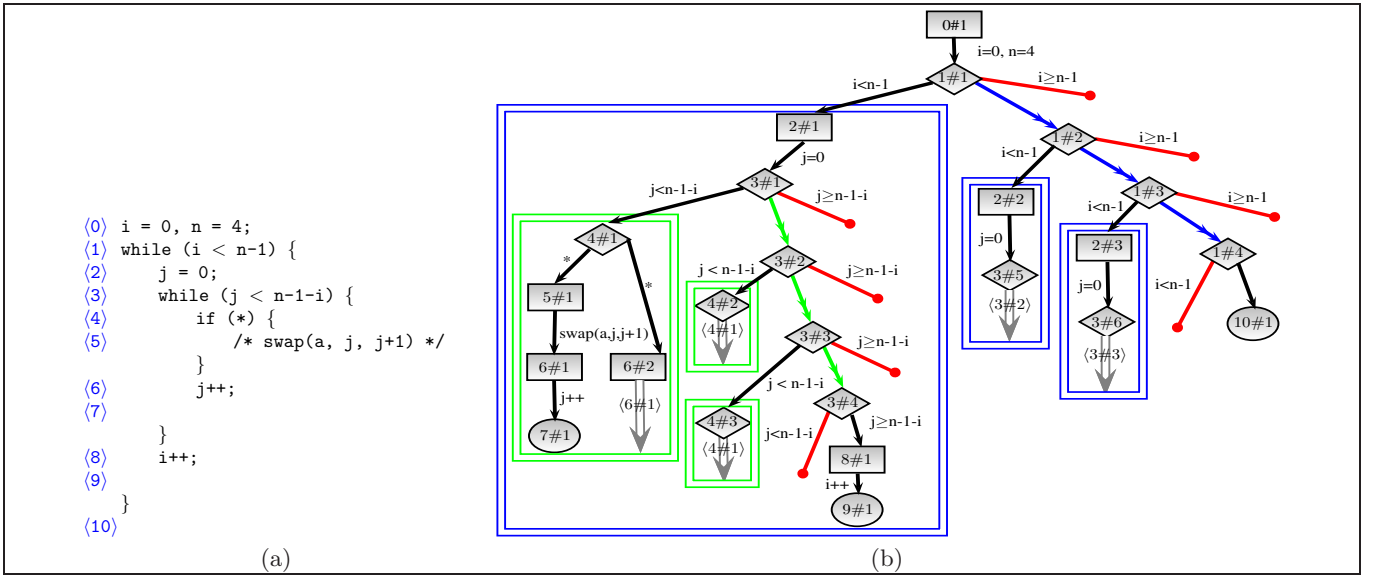 ⟨0⟩ i = 0, n = 4;
⟨1⟩ while (i < n-1) {
⟨2⟩ j = 0;
⟨3⟩ while (j < n-1-i) {
⟨4⟩ if (*) {
⟨5⟩ /* swap(a, j, j+1) */
}
⟨6⟩ j++;
⟨7⟩
}
⟨8⟩ i++;
⟨9⟩
}
⟨10⟩
(a)
0#1
i=0, n=4
1#1
i<n-1
i≥n-1
2#1
j=0
3#1
j<n-1-i
j≥n-1-i
4#1
*
*
5#1
swap(a,j,j+1)
6#1
6#2
j++
⟨6#1⟩
7#1
3#2
j < n-1-i
j≥n-1-i
4#2
⟨4#1⟩
3#3
j < n-1-i
j≥n-1-i
4#3
⟨4#1⟩
3#4
j<n-1-i
j≥n-1-i
8#1
i++
9#1
1#2
i<n-1
i≥n-1
2#2
j=0
3#5
⟨3#2⟩
1#3
i<n-1
i≥n-1
2#3
j=0
3#6
⟨3#3⟩
1#4
i<n-1
10#1
(b)